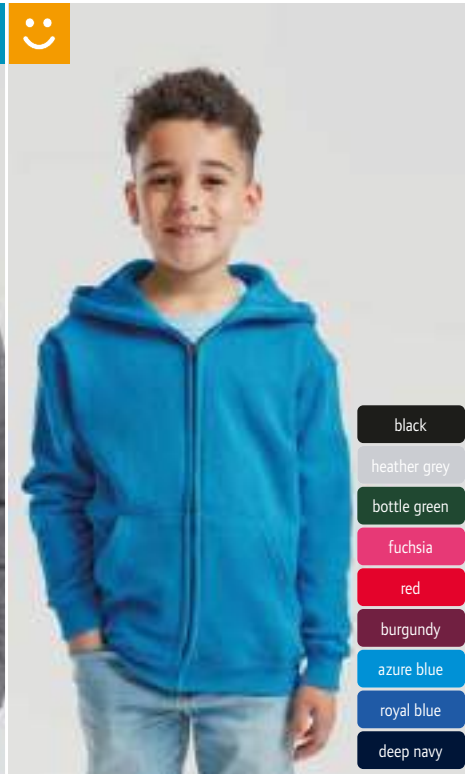 black
heather grey
bottle green
fuchsia
red
burgundy
azure blue
royal blue
deep navy